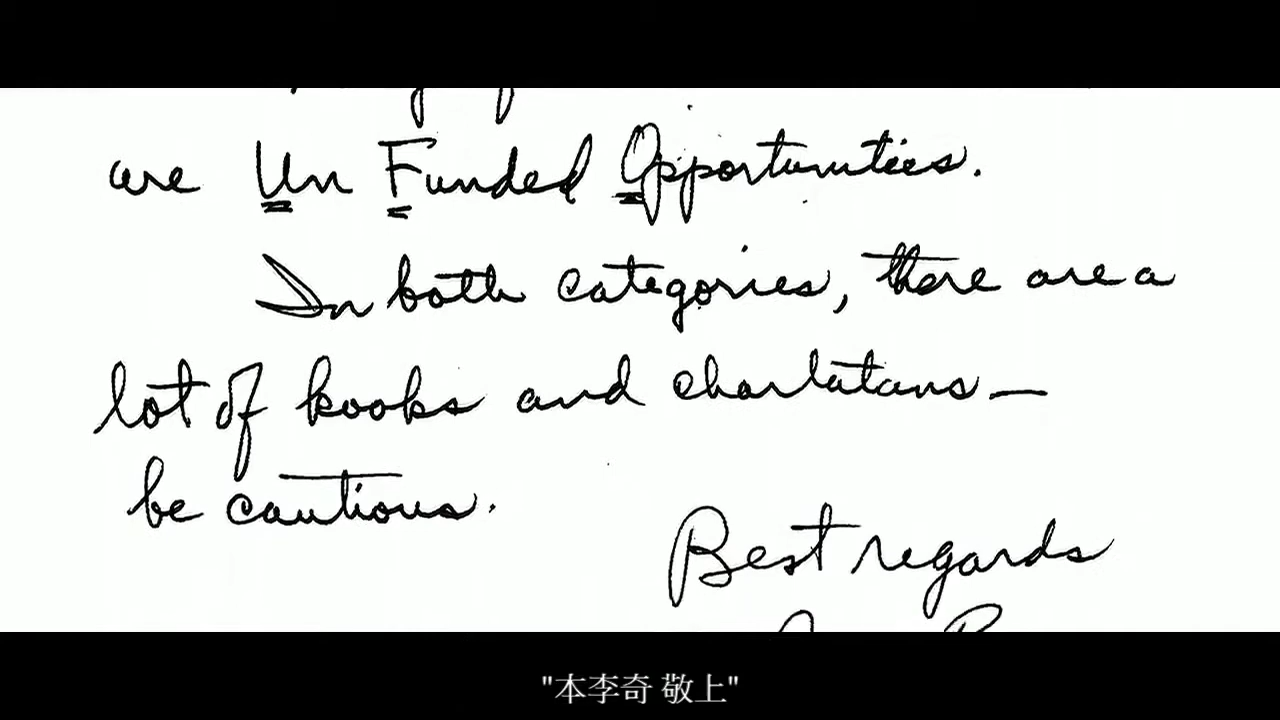 are Un Funded Opportunities.
In both categories, there are a
lot of kooks and charlatans—
be cautious.
Best regards
"本李奇 敬上"